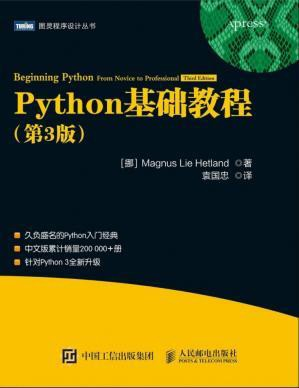 TURING 图灵程序设计丛书
Apress®
Beginning Python From Novice to Professional Third Edition
Python基础教程
(第3版)
[挪] Magnus Lie Hetland ◎著
袁国忠 ◎译
久负盛名的Python入门经典
中文版累计销量200 000+册
针对Python 3全新升级
中国工信出版集团
人民邮电出版社